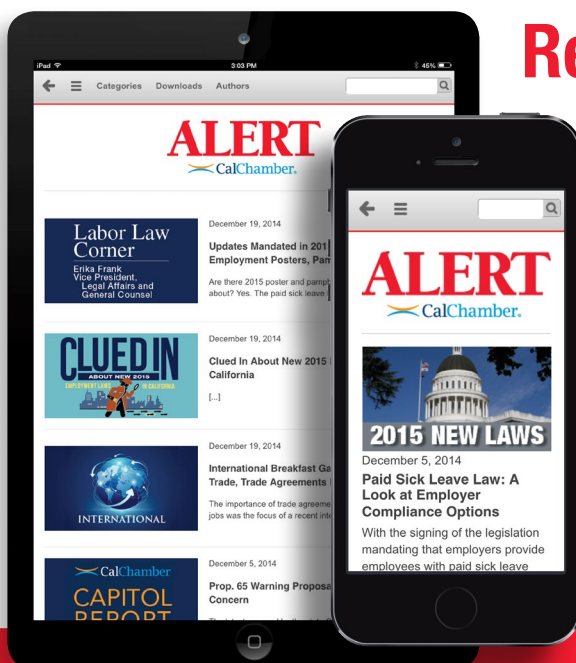 Re
iPad
3:03 PM
45%
Categories Downloads Authors
ALERT
CalChamber®
Labor Law
Corner
Erika Frank
Vice President,
Legal Affairs and
General Counsel
December 19, 2014
Updates Mandated in 201
Employment Posters, Pam
Are there 2015 poster and pamp
about? Yes. The paid sick leave
CLUED IN
ABOUT NEW 2015
EMPLOYMENT LAWS IN CALIFORNIA
December 19, 2014
Clued In About New 2015
California
[...]
INTERNATIONAL
December 19, 2014
International Breakfast Ga
Trade, Trade Agreements
The importance of trade agreeme
jobs was the focus of a recent inte
CalChamber
CAPITOL
REPORT
December 5, 2014
Prop. 65 Warning Proposa
Concern
ALERT
CalChamber®
2015 NEW LAWS
December 5, 2014
Paid Sick Leave Law: A
Look at Employer
Compliance Options
With the signing of the legislation
mandating that employers provide
employees with paid sick leave